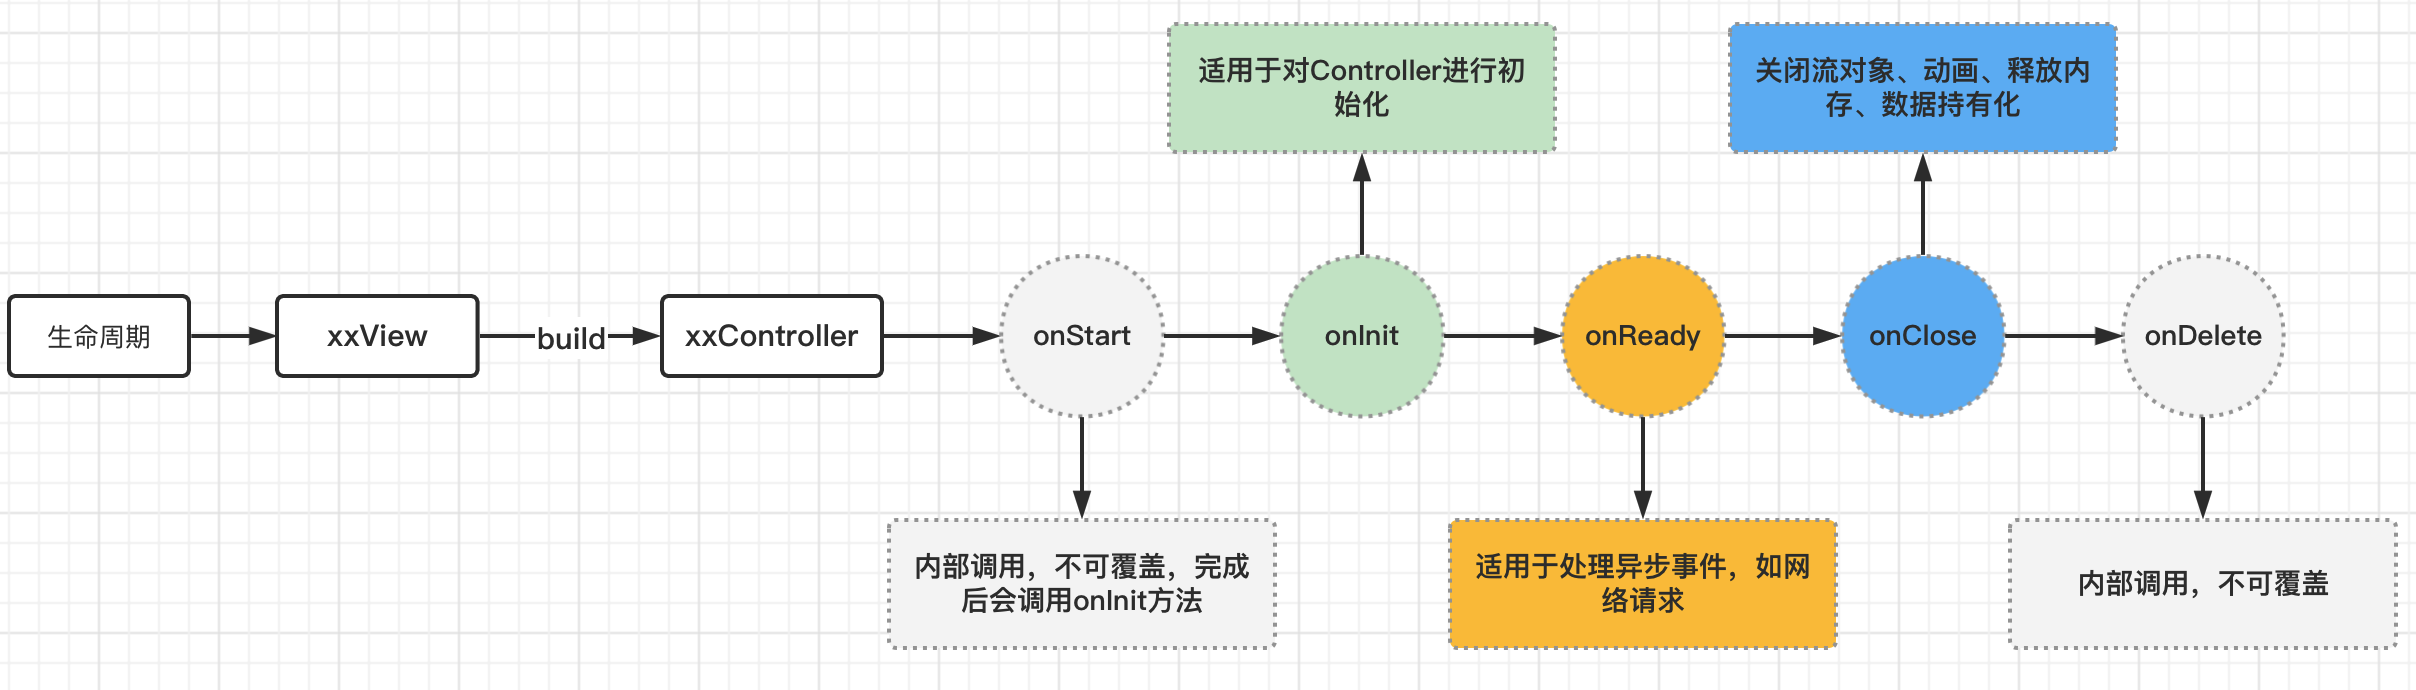 适用于对Controller进行初
始化
关闭流对象、动画、释放内
存、数据持有化
生命周期
xxView
build
xxController
onStart
onInit
onReady
onClose
onDelete
内部调用，不可覆盖，完成
后会调用onInit方法
适用于处理异步事件，如网
络请求
内部调用，不可覆盖